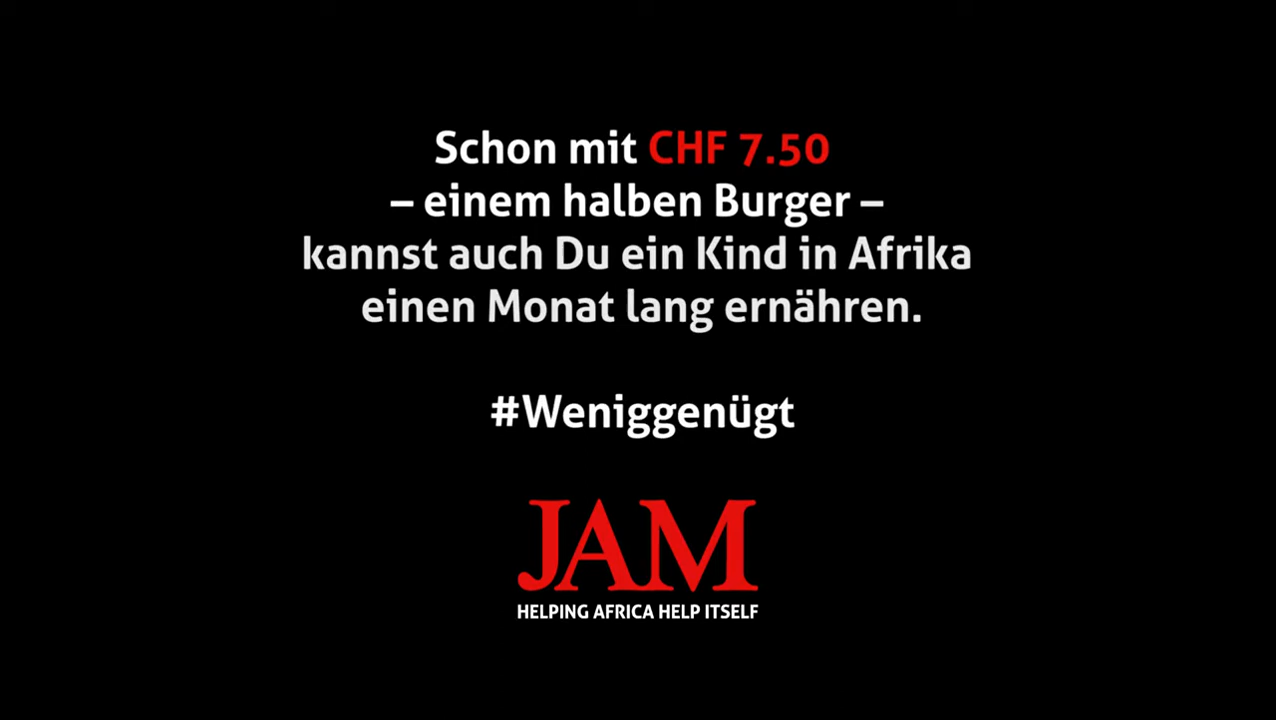 Schon mit CHF 7.50
– einem halben Burger –
kannst auch Du ein Kind in Afrika
einen Monat lang ernähren.
#Weniggenügt
JAM
HELPING AFRICA HELP ITSELF